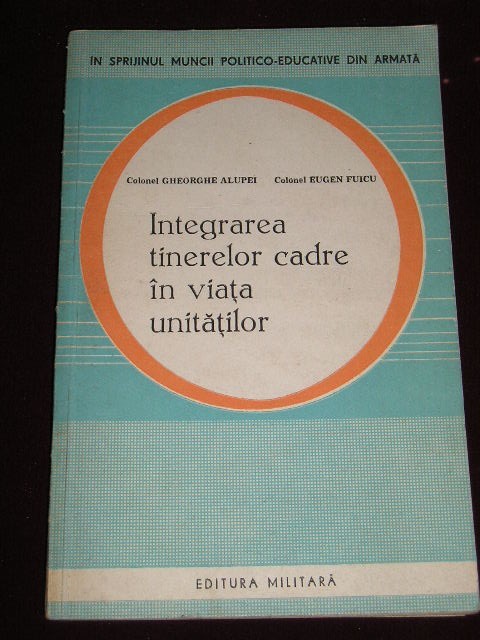 ÎN SPRIJINUL MUNCII POLITICO-EDUCATIVE DIN ARMATĂ
Colonel GHEORGHE ALUPEI Colonel EUGEN FUICU
Integrarea
tinerelor cadre
în viața
unităților
EDITURA MILITARĂ